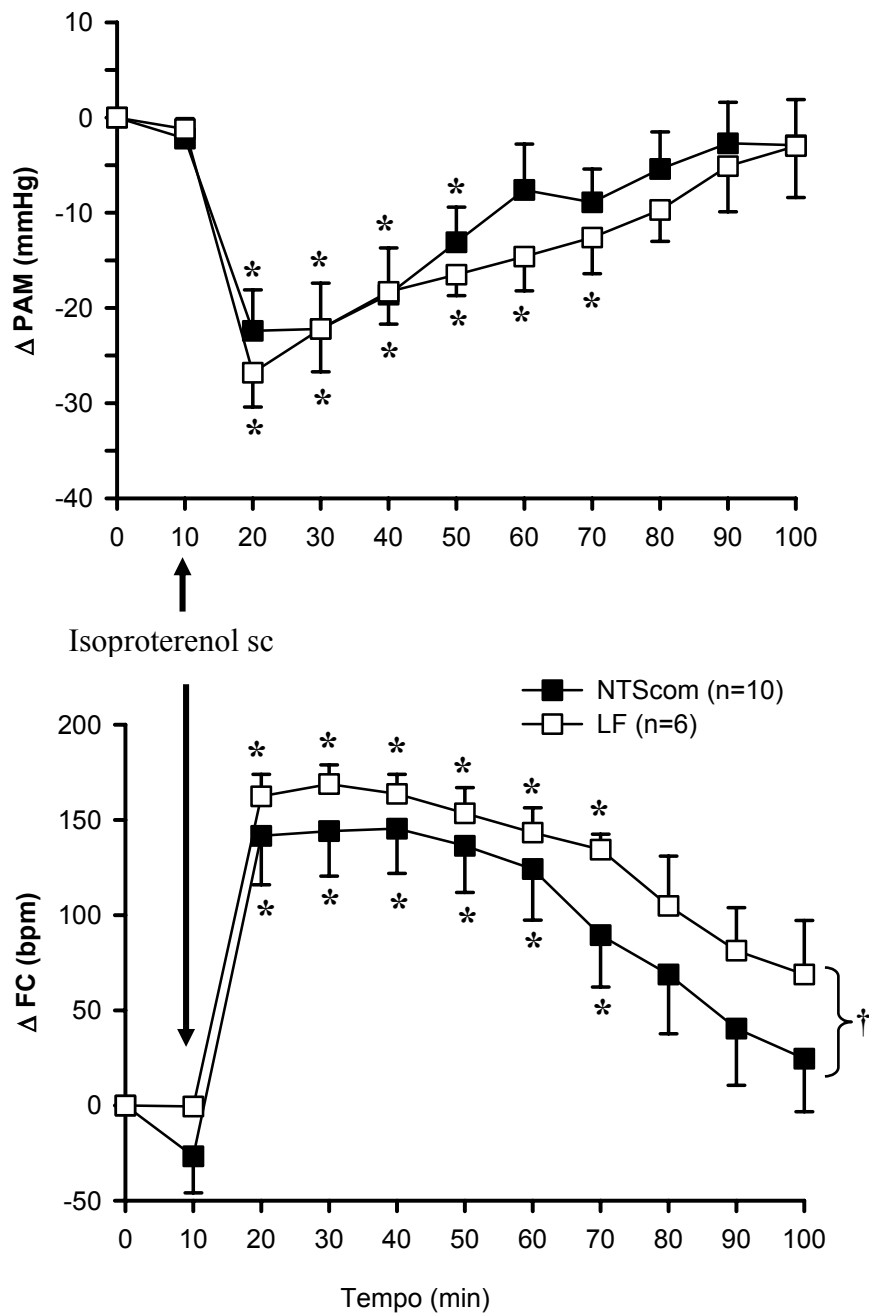 10
0
-10
-20
-30
-40
Δ PAM (mmHg)
* * * *
* * * * * *
0 10 20 30 40 50 60 70 80 90 100
Isoproterenol sc
NTScom (n=10)
LF (n=6)
200
150
100
50
0
-50
Δ FC (bpm)
* * * * * *
* * * * * *
†
0 10 20 30 40 50 60 70 80 90 100
Tempo (min)